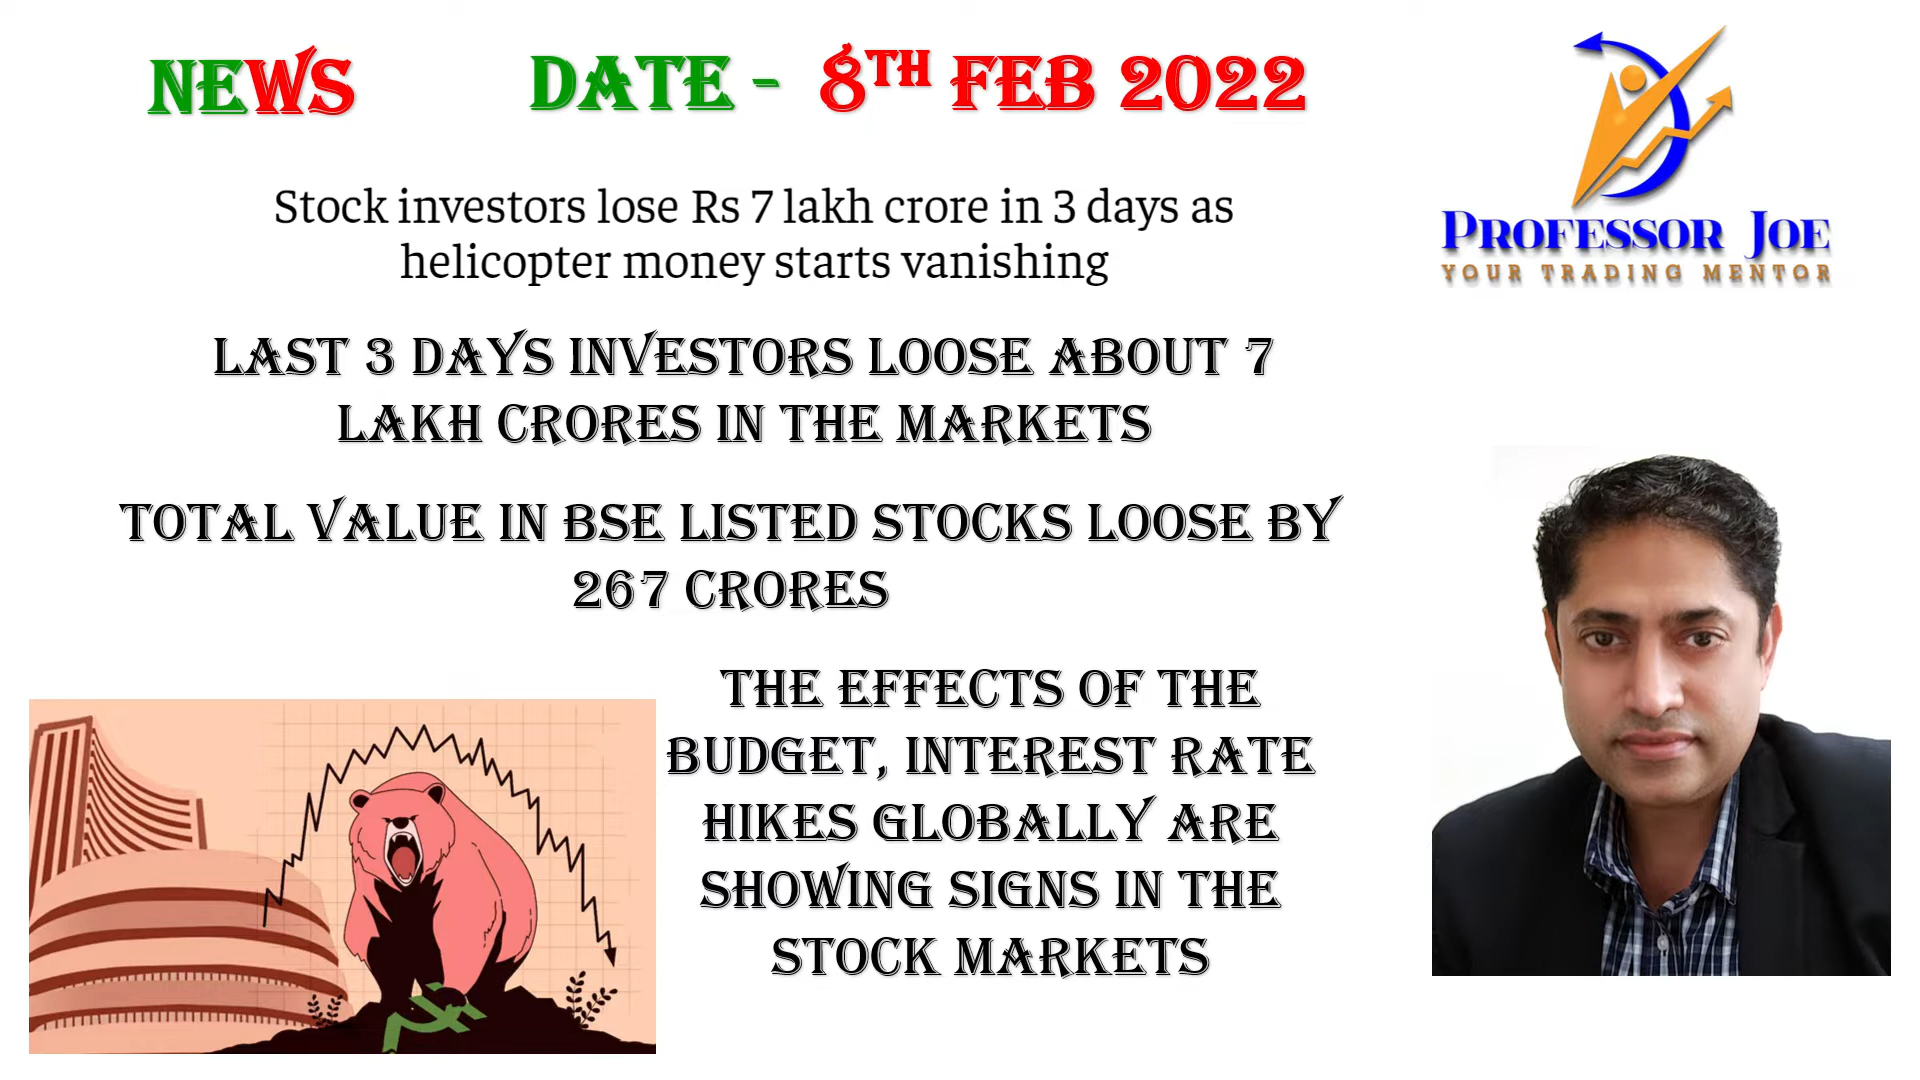 NEWS
DATE - 8TH FEB 2022
Stock investors lose Rs 7 lakh crore in 3 days as
helicopter money starts vanishing
PROFESSOR JOE
YOUR TRADING MENTOR
LAST 3 DAYS INVESTORS LOOSE ABOUT 7
LAKH CRORES IN THE MARKETS
TOTAL VALUE IN BSE LISTED STOCKS LOOSE BY
267 CRORES
THE EFFECTS OF THE
BUDGET, INTEREST RATE
HIKES GLOBALLY ARE
SHOWING SIGNS IN THE
STOCK MARKETS